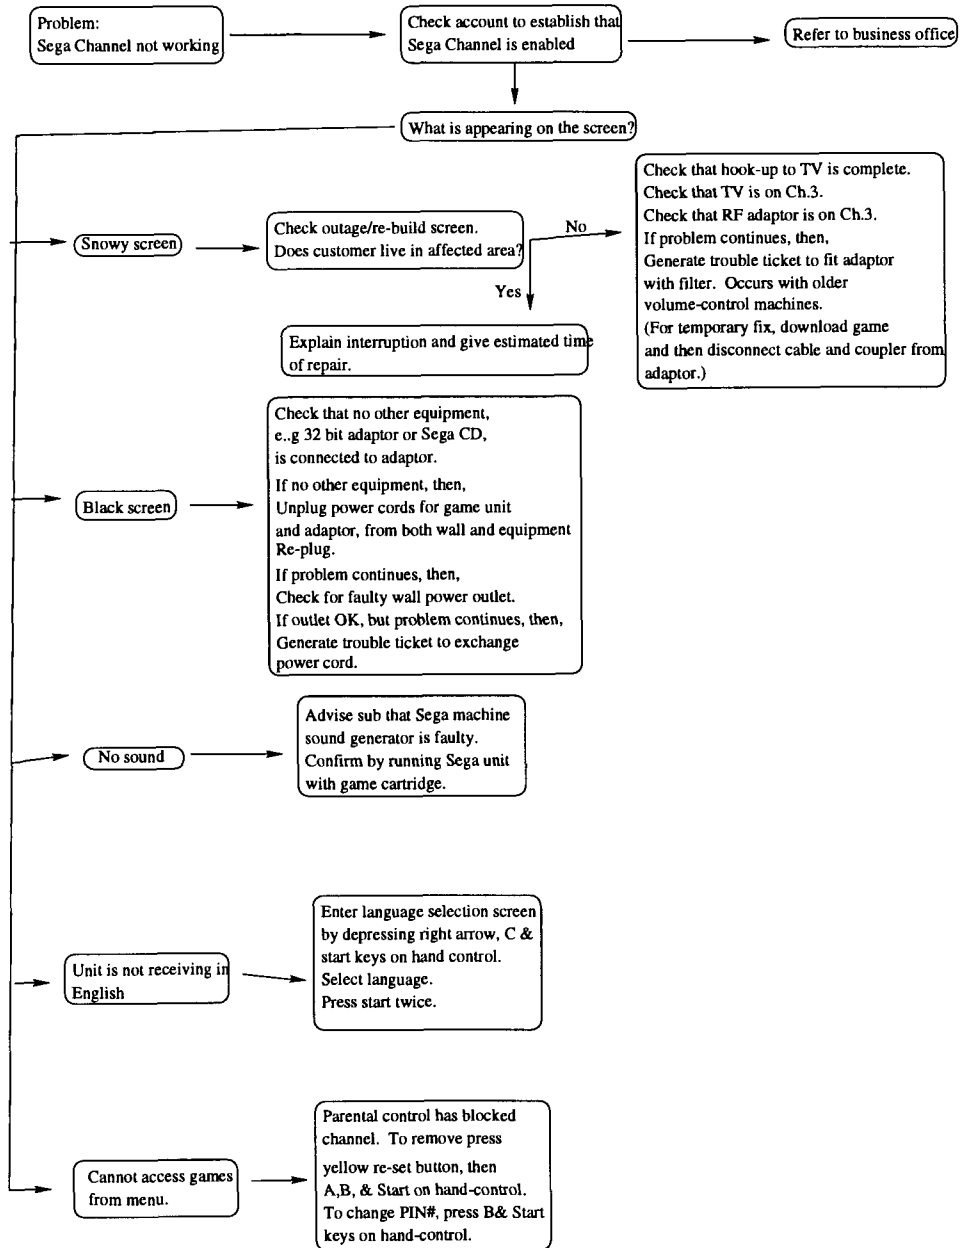 Problem:
Sega Channel not working
Check account to establish that
Sega Channel is enabled
Refer to business office
What is appearing on the screen?
Snowy screen
Check outage/re-build screen.
Does customer live in affected area?
No
Yes
Check that hook-up to TV is complete.
Check that TV is on Ch.3.
Check that RF adaptor is on Ch.3.
If problem continues, then,
Generate trouble ticket to fit adaptor
with filter. Occurs with older
volume-control machines.
(For temporary fix, download game
and then disconnect cable and coupler from
adaptor.)
Explain interruption and give estimated time
of repair.
Black screen
Check that no other equipment,
e..g 32 bit adaptor or Sega CD,
is connected to adaptor.
If no other equipment, then,
Unplug power cords for game unit
and adaptor, from both wall and equipment
Re-plug.
If problem continues, then,
Check for faulty wall power outlet.
If outlet OK, but problem continues, then,
Generate trouble ticket to exchange
power cord.
No sound
Advise sub that Sega machine
sound generator is faulty.
Confirm by running Sega unit
with game cartridge.
Unit is not receiving in
English
Enter language selection screen
by depressing right arrow, C &
start keys on hand control.
Select language.
Press start twice.
Cannot access games
from menu.
Parental control has blocked
channel. To remove press
yellow re-set button, then
A,B, & Start on hand-control.
To change PIN#, press B& Start
keys on hand-control.